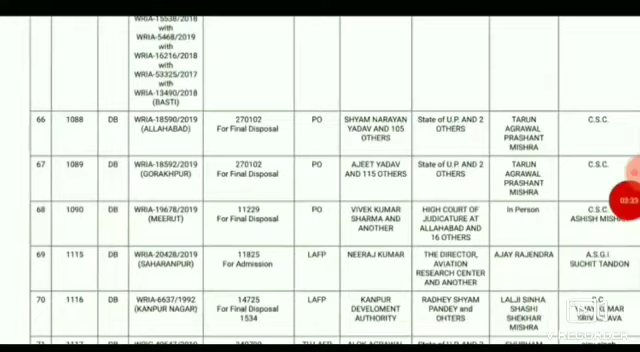 WRIA-15538/2018
with
WRIA-5468/2019
with
WRIA-16216/2018
with
WRIA-53325/2017
with
WRIA-13490/2018
(BASTI)
66 1088 DB WRIA-18590/2019 270102 PO SHYAM NARAYAN State of U.P. AND 2 TARUN C.S.C.
(ALLAHABAD) For Final Disposal YADAV AND 105 OTHERS AGRAWAL
OTHERS PRASHANT
MISHRA
67 1089 DB WRIA-18592/2019 270102 PO AJEET YADAV State of U.P. AND 2 TARUN C.S.C.
(GORAKHPUR) For Final Disposal AND 115 OTHERS OTHERS AGRAWAL
PRASHANT
MISHRA
68 1090 DB WRIA-19678/2019 11229 PO VIVEK KUMAR HIGH COURT OF In Person C.S.C.
(MEERUT) For Final Disposal SHARMA AND JUDICATURE AT ASHISH
ANOTHER ALLAHABAD AND
16 OTHERS
03:33
69 1115 DB WRIA-20428/2019 11825 LAFP NEERAJ KUMAR THE DIRECTOR, AJAY RAJENDRA A.S.G.I
(SAHARANPUR) For Admission AVIATION SUCHIT TANDON
RESEARCH CENTER
AND ANOTHER
70 1116 DB WRIA-6637/1992 14725 LAFP KANPUR RADHEY SHYAM LALJI SINHA
(KANPUR NAGAR) For Final Disposal DEVELOMENT PANDEY AND SHASHI
1534 AUTHORITY OHTERS SHEKHAR
MISHRA